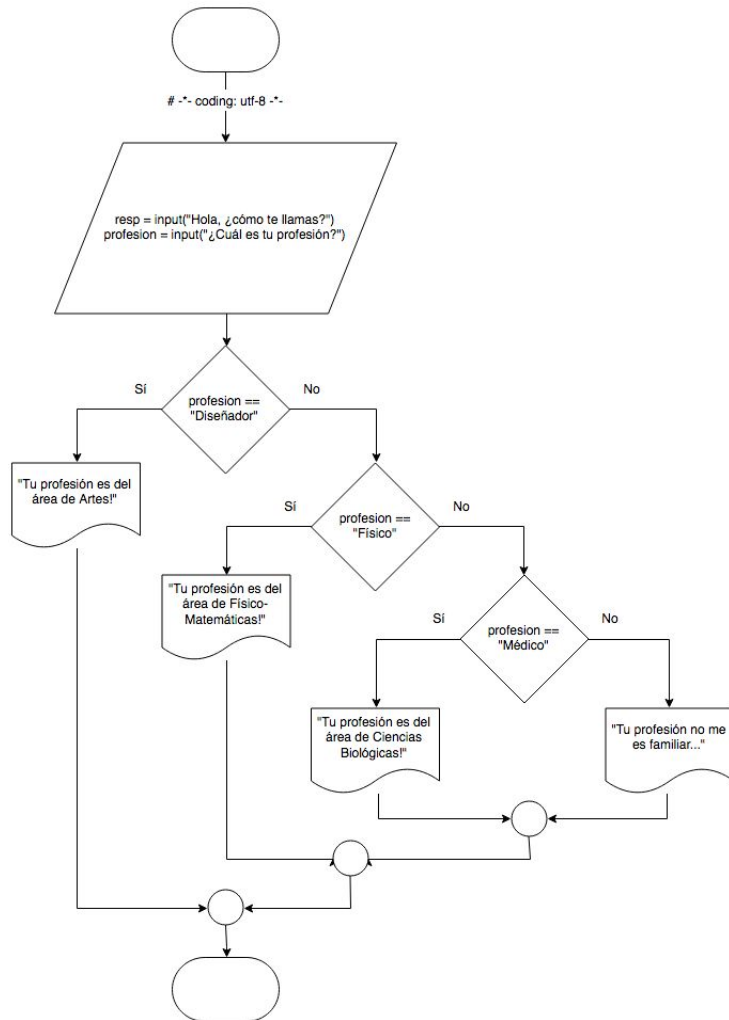 # -*- coding: utf-8 -*-
resp = input("Hola, ¿cómo te llamas?")
profesion = input("¿Cuál es tu profesión?")
profesion ==
"Diseñador"
Sí
No
"Tu profesión es del
área de Artes!"
profesion ==
"Físico"
Sí
No
"Tu profesión es del
área de Físico-
Matemáticas!"
profesion ==
"Médico"
Sí
No
"Tu profesión es del
área de Ciencias
Biológicas!"
"Tu profesión no me
es familiar..."